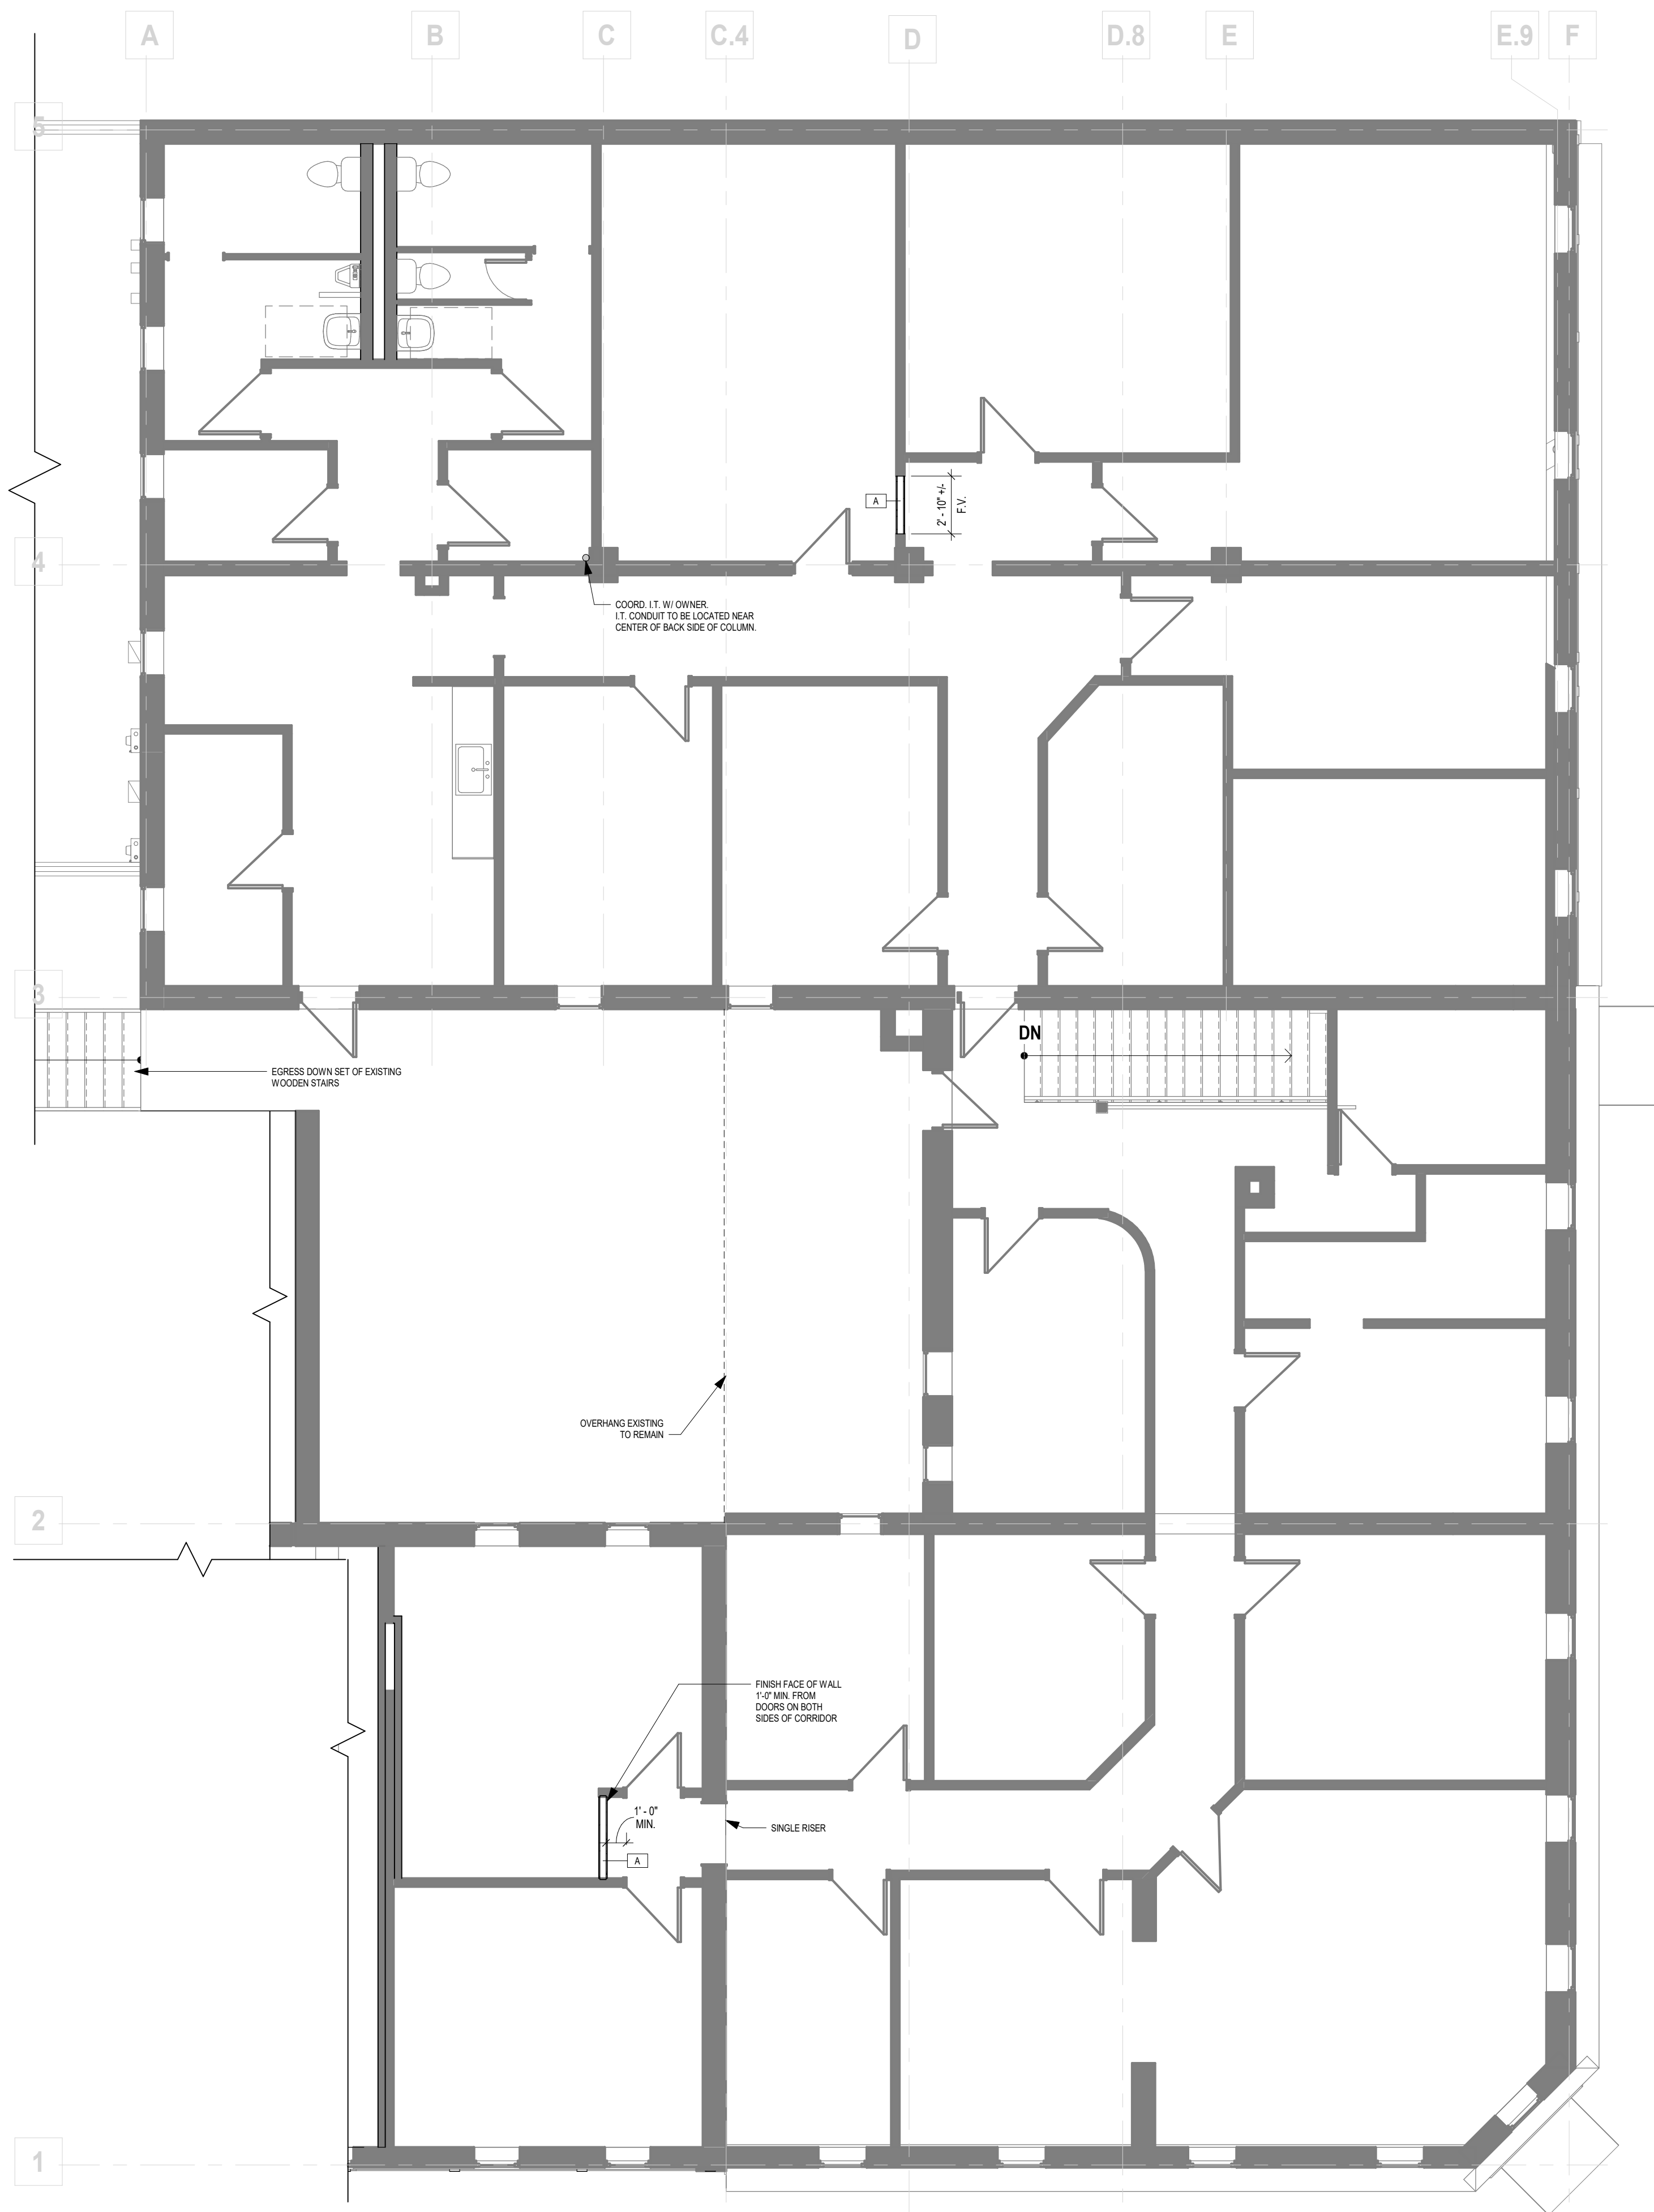 A
B
C
C.4
D
D.8
E
E.9
F
5
A
2' - 10" +/-
F.V.
4
COORD. I.T. W/ OWNER.
I.T. CONDUIT TO BE LOCATED NEAR
CENTER OF BACK SIDE OF COLUMN.
3
DN
EGRESS DOWN SET OF EXISTING
WOODEN STAIRS
OVERHANG EXISTING
TO REMAIN
2
FINISH FACE OF WALL
1'-0" MIN. FROM
DOORS ON BOTH
SIDES OF CORRIDOR
1' - 0"
MIN.
SINGLE RISER
A
1